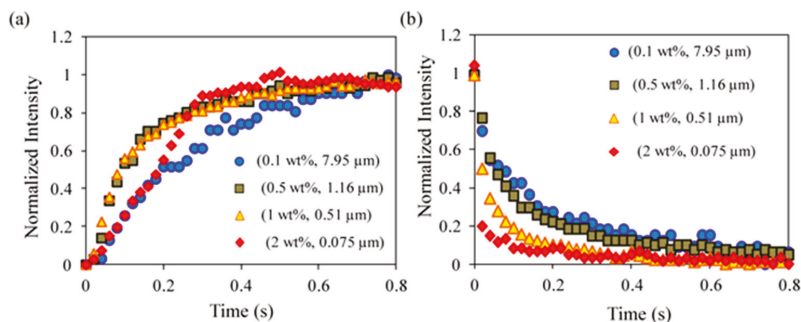 (a)
Normalized Intensity
1.2
1
0.8
0.6
0.4
0.2
0
0 0.2 0.4 0.6 0.8
Time (s)
(0.1 wt%, 7.95 µm)
(0.5 wt%, 1.16 µm)
(1 wt%, 0.51 µm)
(2 wt%, 0.075 µm)
(b)
Normalized Intensity
1.2
1
0.8
0.6
0.4
0.2
0
0 0.2 0.4 0.6 0.8
Time (s)
(0.1 wt%, 7.95 µm)
(0.5 wt%, 1.16 µm)
(1 wt%, 0.51 µm)
(2 wt%, 0.075 µm)